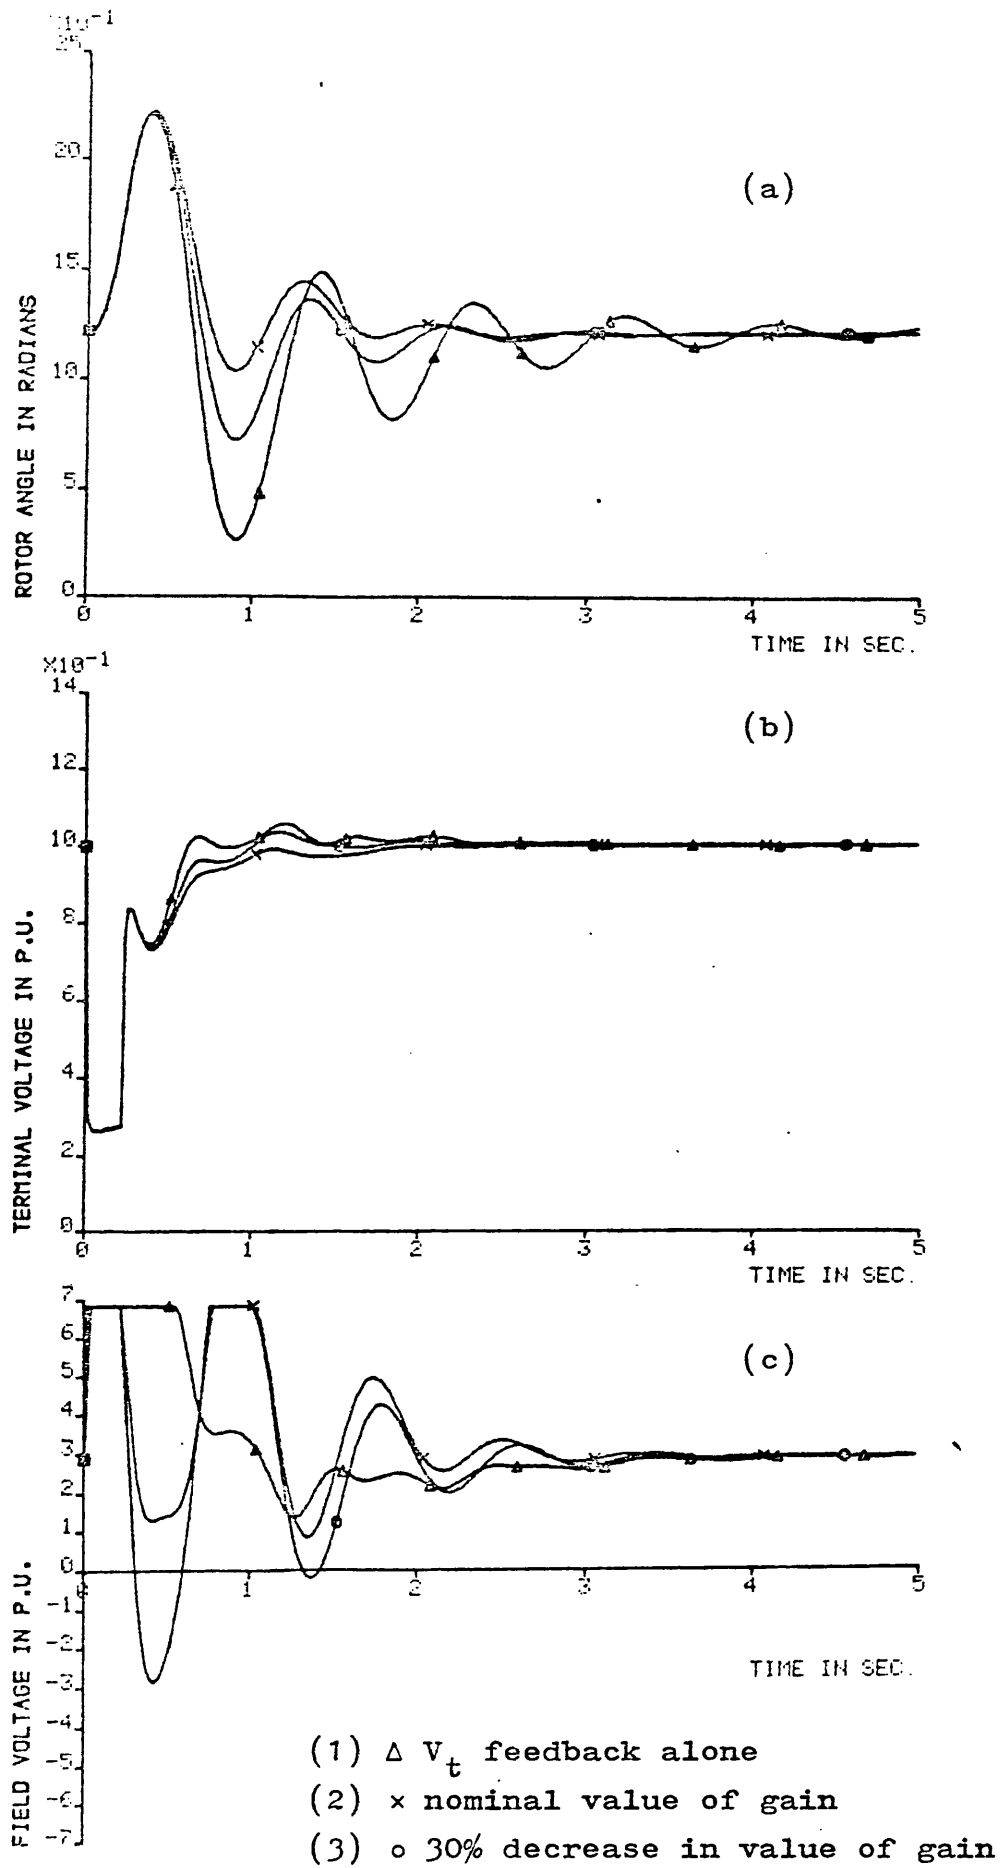 ×10⁻¹
25
20
15
10
5
0
0 1 2 3 4 5
ROTOR ANGLE IN RADIANS
TIME IN SEC.
(a)
×10⁻¹
14
12
10
8
6
4
2
0
0 1 2 3 4 5
TERMINAL VOLTAGE IN P.U.
TIME IN SEC.
(b)
7
6
5
4
3
2
1
0
1 2 3 4 5
-1
-2
-3
-4
-5
-6
-7
FIELD VOLTAGE IN P.U.
TIME IN SEC.
(c)
(1) Δ Vt feedback alone
(2) × nominal value of gain
(3) o 30% decrease in value of gain